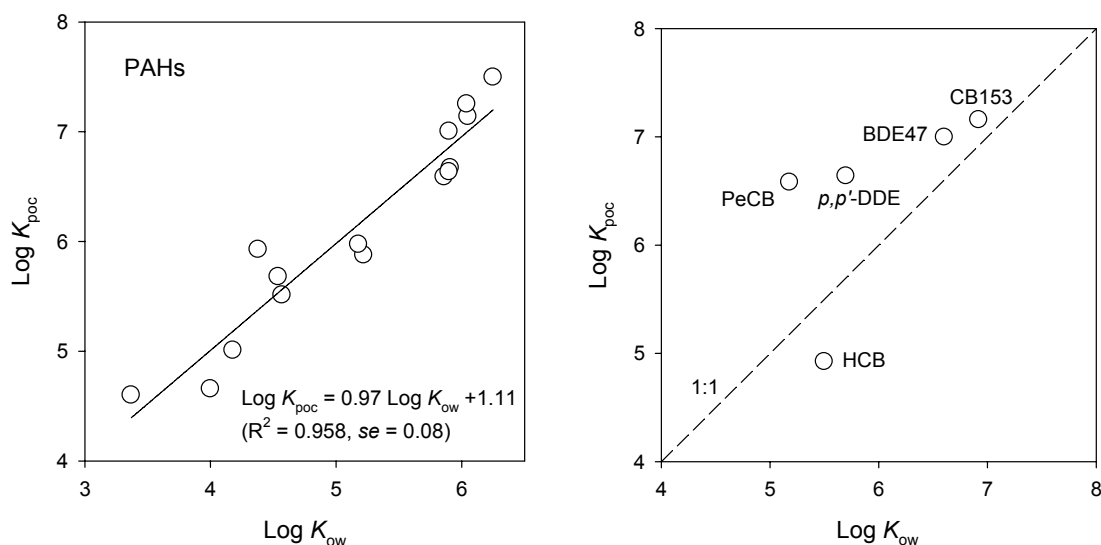 8
7
6
5
4
3
4
5
6
Log Kpoc
Log Kow
PAHs
Log Kpoc = 0.97 Log Kow +1.11
(R² = 0.958, se = 0.08)
8
7
6
5
4
4
5
6
7
8
Log Kpoc
Log Kow
CB153
BDE47
PeCB
p,p'-DDE
HCB
1:1